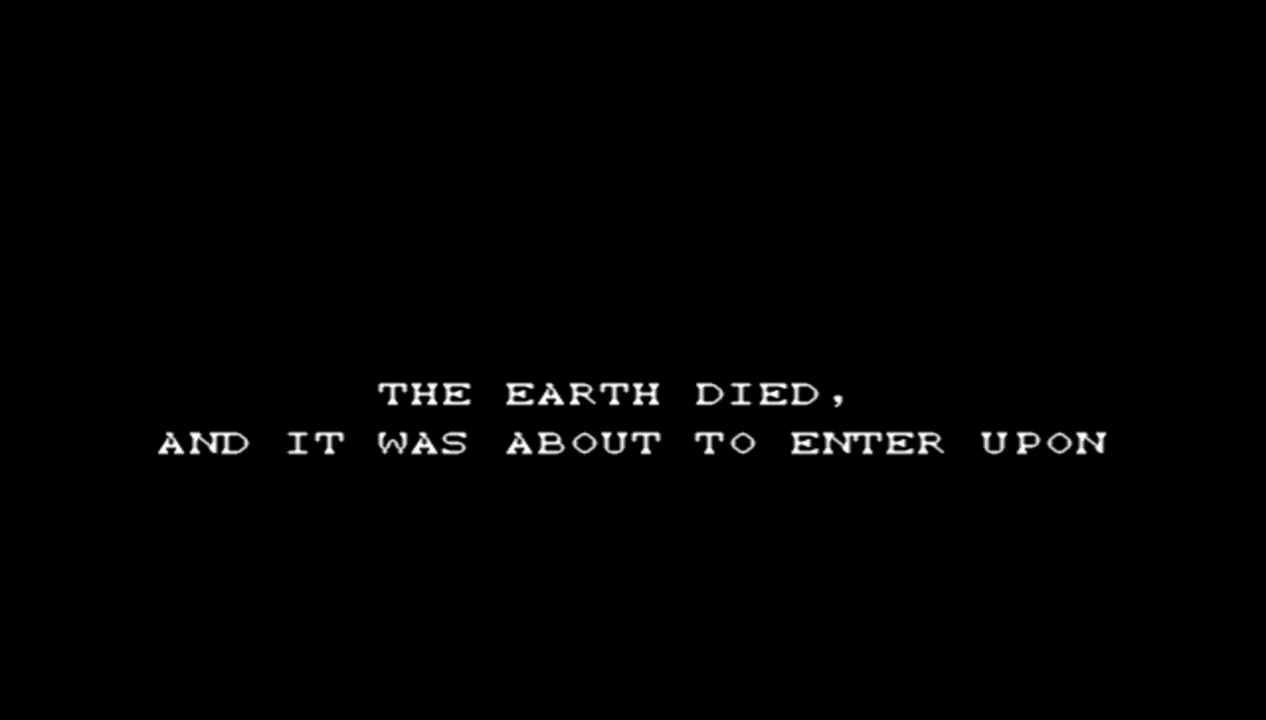 THE EARTH DIED,
AND IT WAS ABOUT TO ENTER UPON